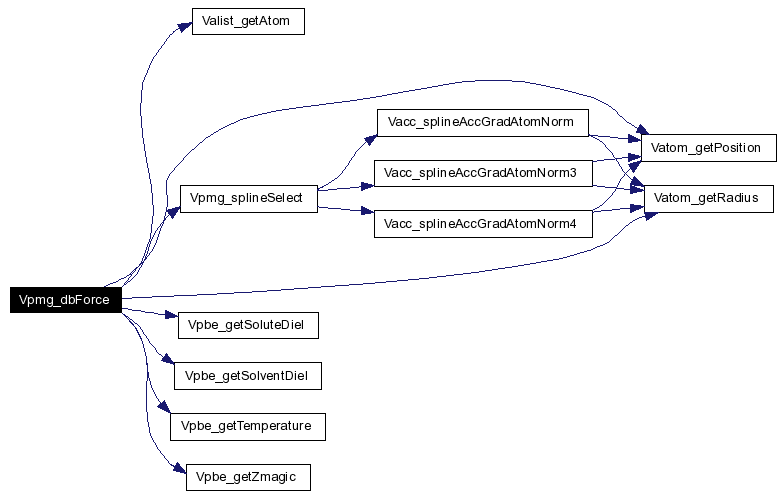 Valist_getAtom
Vacc_splineAccGradAtomNorm
Vatom_getPosition
Vacc_splineAccGradAtomNorm3
Vpmg_splineSelect
Vatom_getRadius
Vacc_splineAccGradAtomNorm4
Vpmg_dbForce
Vpbe_getSoluteDiel
Vpbe_getSolventDiel
Vpbe_getTemperature
Vpbe_getZmagic